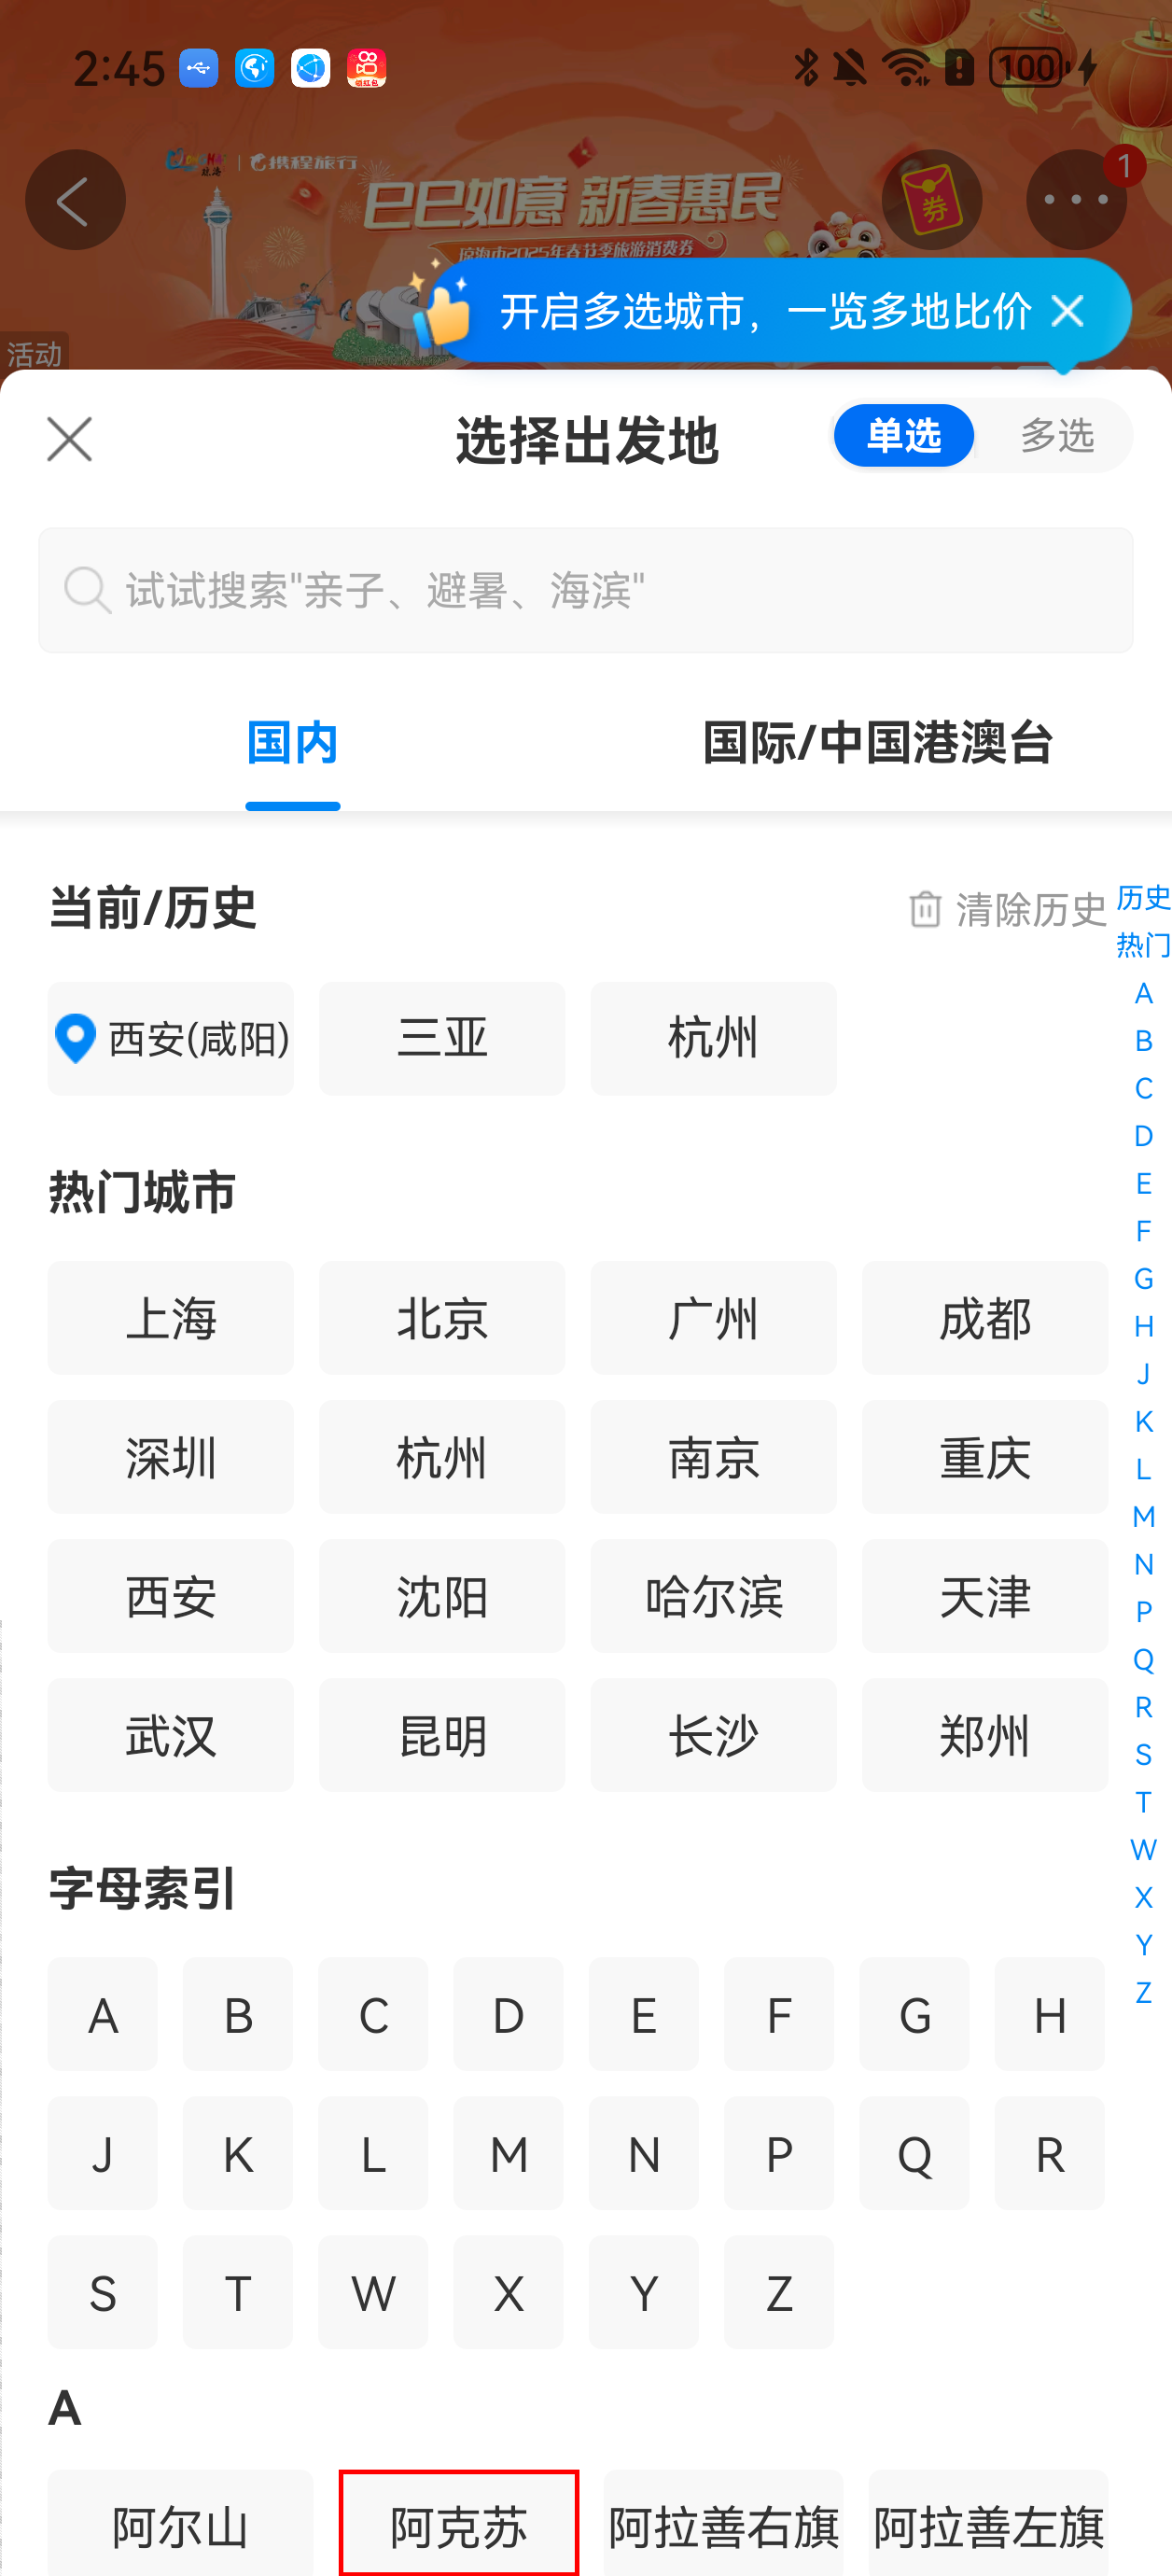 2:45
领红包
100
携程旅行
巳巳如意 新春惠民
2025年春节季旅游消费券
券
1
开启多选城市，一览多地比价
活动
选择出发地
单选
多选
试试搜索"亲子、避暑、海滨"
国内
国际/中国港澳台
当前/历史
清除历史
西安(咸阳)
三亚
杭州
热门城市
上海
北京
广州
成都
深圳
杭州
南京
重庆
西安
沈阳
哈尔滨
天津
武汉
昆明
长沙
郑州
字母索引
A
B
C
D
E
F
G
H
J
K
L
M
N
P
Q
R
S
T
W
X
Y
Z
A
阿尔山
阿克苏
阿拉善右旗
阿拉善左旗
历史
热门
A
B
C
D
E
F
G
H
J
K
L
M
N
P
Q
R
S
T
W
X
Y
Z